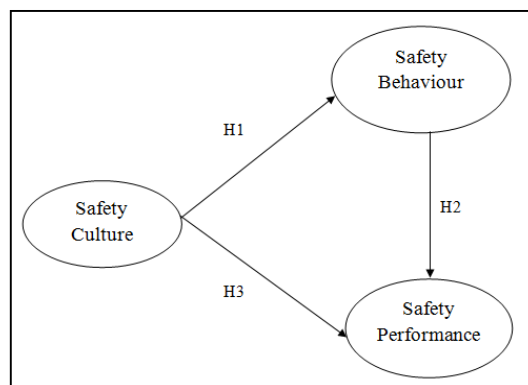 Safety
Behaviour
H1
Safety
Culture
H2
H3
Safety
Performance